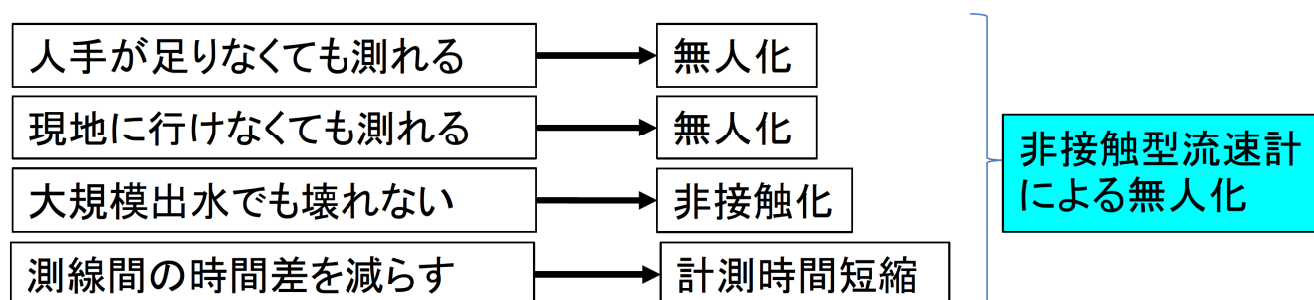 人手が足りなくても測れる
無人化
現地に行けなくても測れる
無人化
大規模出水でも壊れない
非接触化
測線間の時間差を減らす
計測時間短縮
非接触型流速計
による無人化